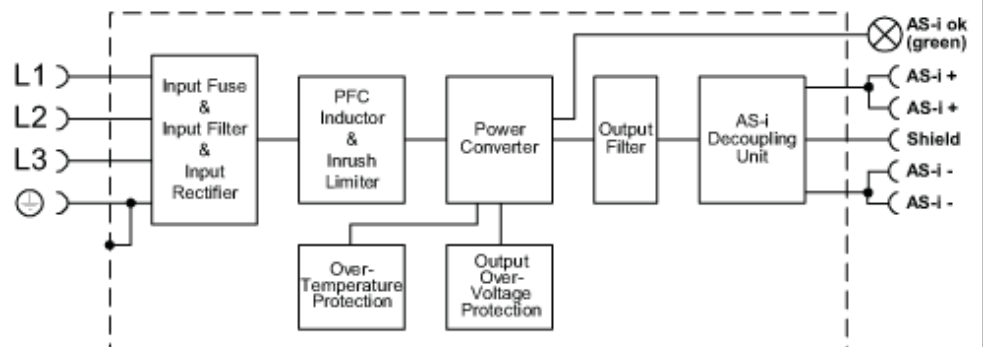 AS-i ok
(green)
L1
L2
L3
Input Fuse
&
Input Filter
&
Input
Rectifier
PFC
Inductor
&
Inrush
Limiter
Power
Converter
Output
Filter
AS-i
Decoupling
Unit
AS-i +
AS-i +
Shield
AS-i -
AS-i -
Over-
Temperature
Protection
Output
Over-
Voltage
Protection